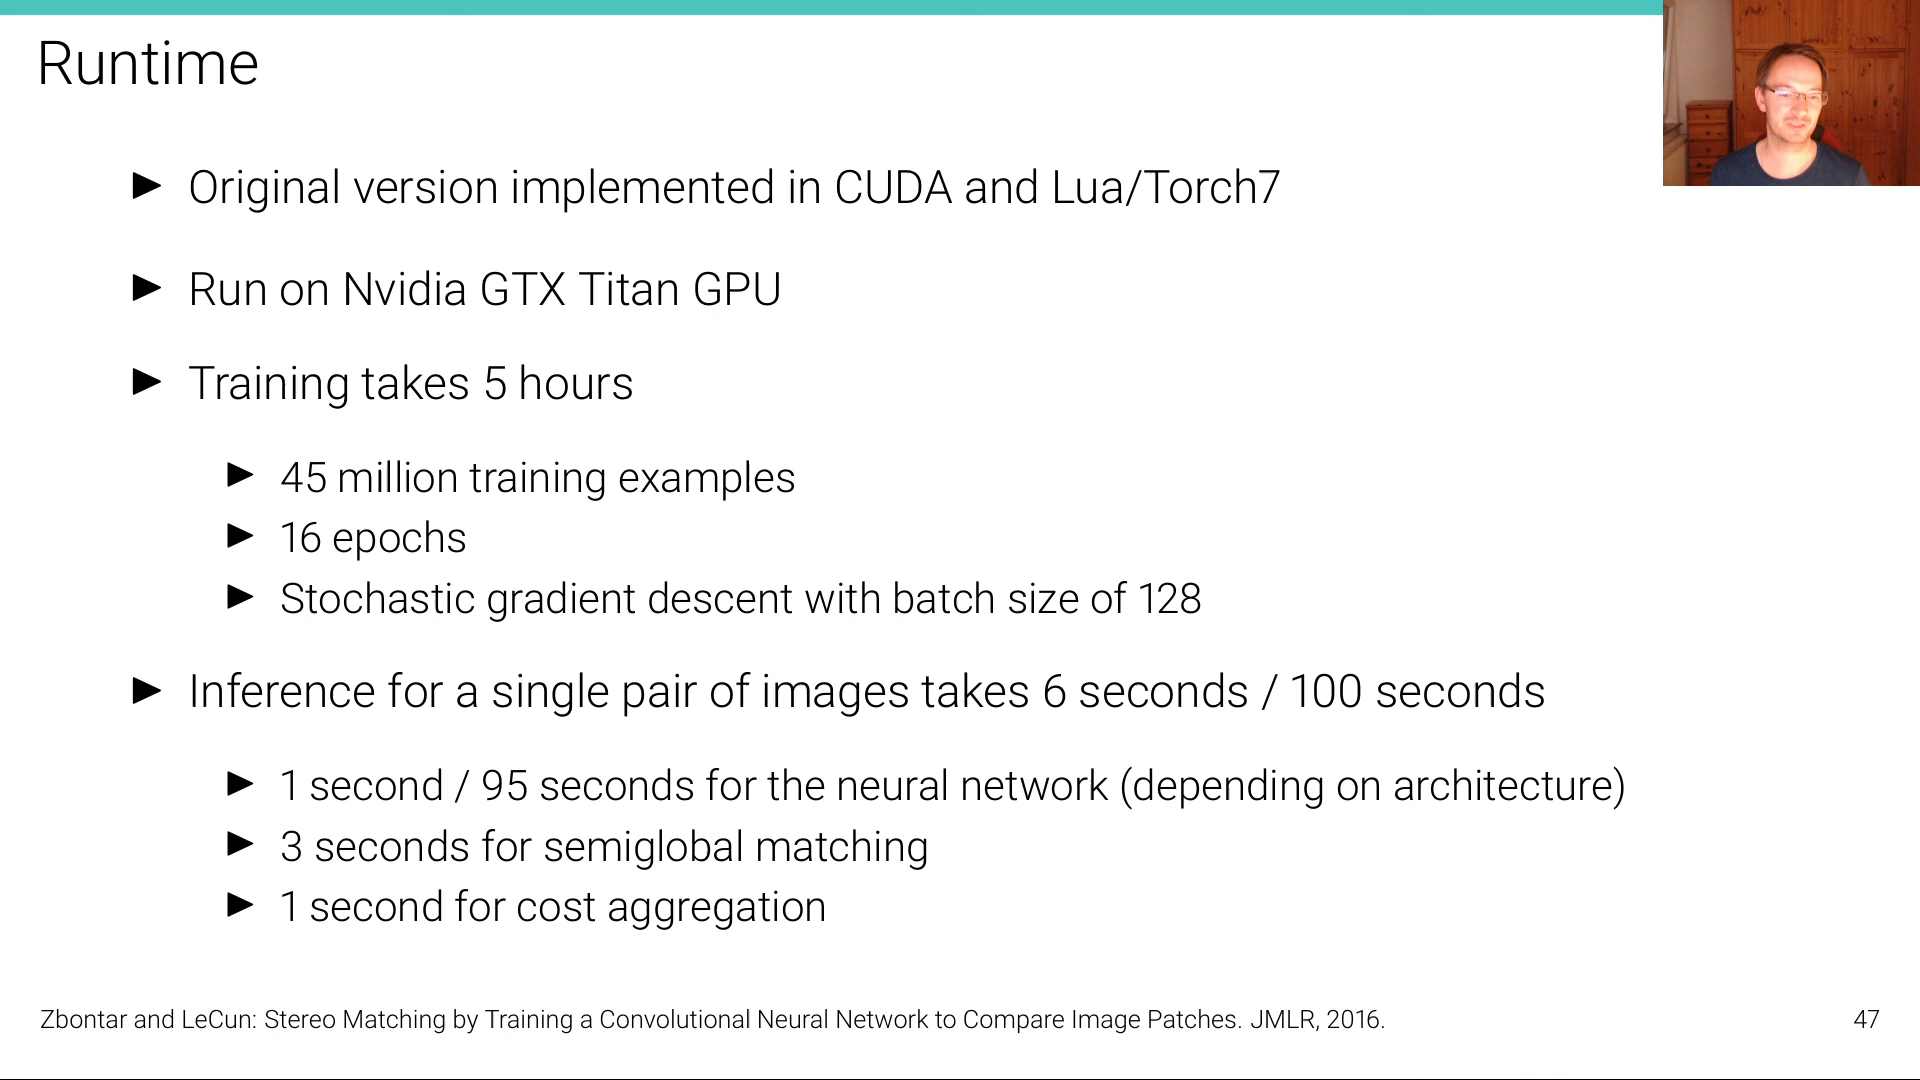 Runtime
Original version implemented in CUDA and Lua/Torch7
Run on Nvidia GTX Titan GPU
Training takes 5 hours
45 million training examples
16 epochs
Stochastic gradient descent with batch size of 128
Inference for a single pair of images takes 6 seconds / 100 seconds
1 second / 95 seconds for the neural network (depending on architecture)
3 seconds for semiglobal matching
1 second for cost aggregation
Zbontar and LeCun: Stereo Matching by Training a Convolutional Neural Network to Compare Image Patches. JMLR, 2016.
47